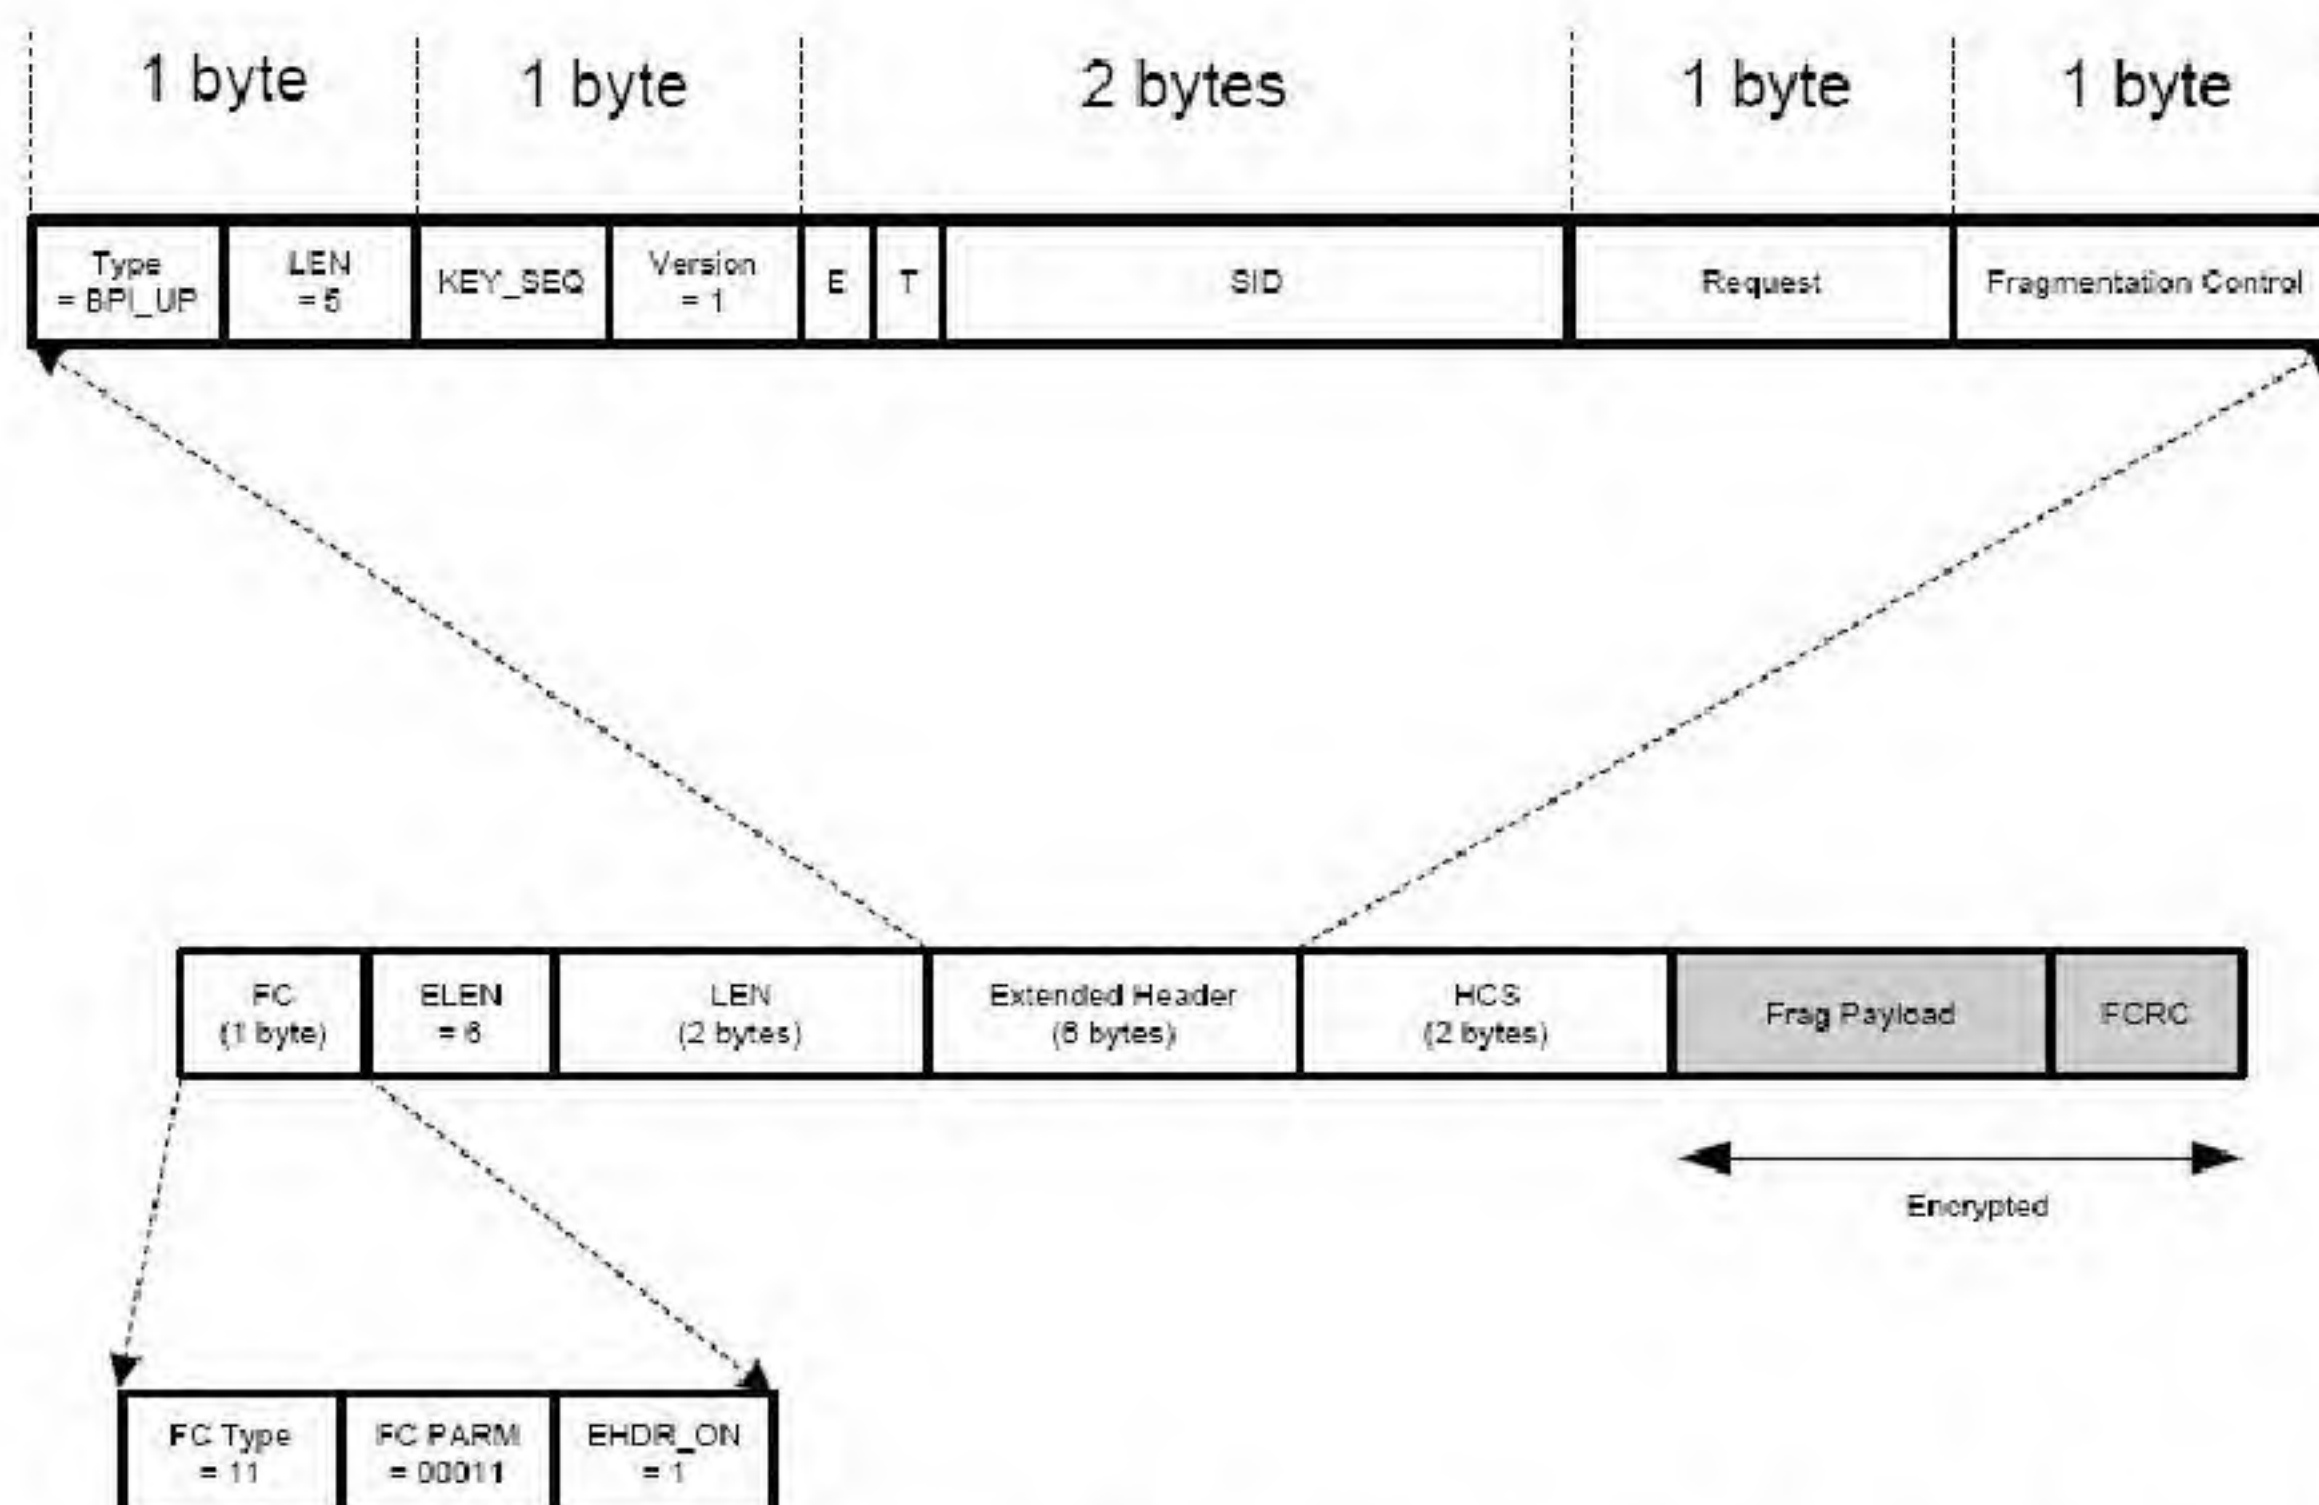 1 byte 1 byte 2 bytes 1 byte 1 byte
Type
= BPI_UP
LEN
= 5
KEY_SEQ
Version
= 1
E
T
SID
Request
Fragmentation Control
FC
(1 byte)
ELEN
= 6
LEN
(2 bytes)
Extended Header
(6 bytes)
HCS
(2 bytes)
Frag Payload
FCRC
Encrypted
FC Type
= 11
FC PARM
= 00011
EHDR_ON
= 1